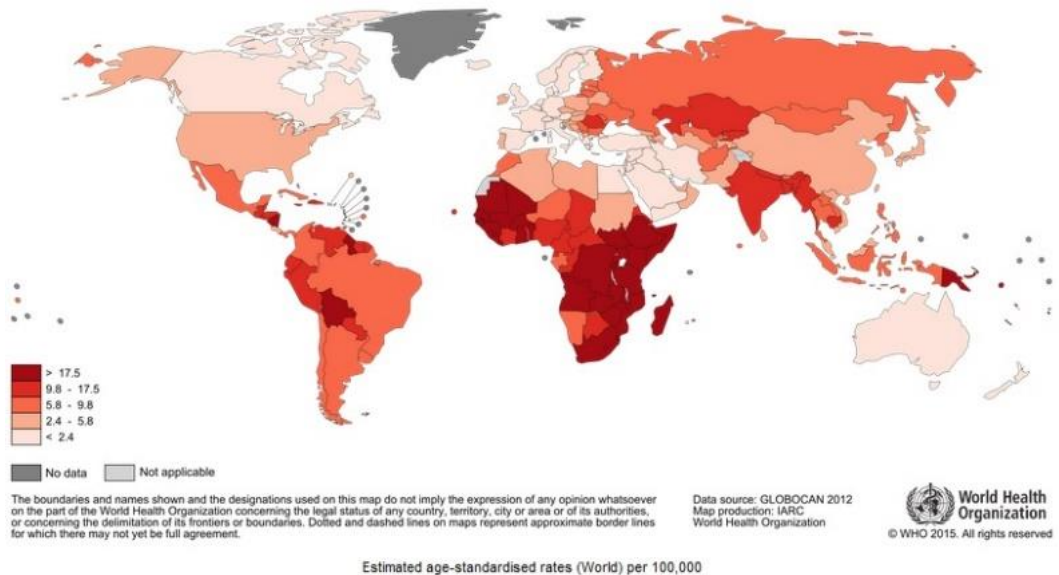 > 17.5
9.8 - 17.5
5.8 - 9.8
2.4 - 5.8
< 2.4
No data
Not applicable
The boundaries and names shown and the designations used on this map do not imply the expression of any opinion whatsoever
on the part of the World Health Organization concerning the legal status of any country, territory, city or area or of its authorities,
or concerning the delimitation of its frontiers or boundaries. Dotted and dashed lines on maps represent approximate border lines
for which there may not yet be full agreement.
Data source: GLOBOCAN 2012
Map production: IARC
World Health Organization
World Health
Organization
© WHO 2015. All rights reserved
Estimated age-standardised rates (World) per 100,000